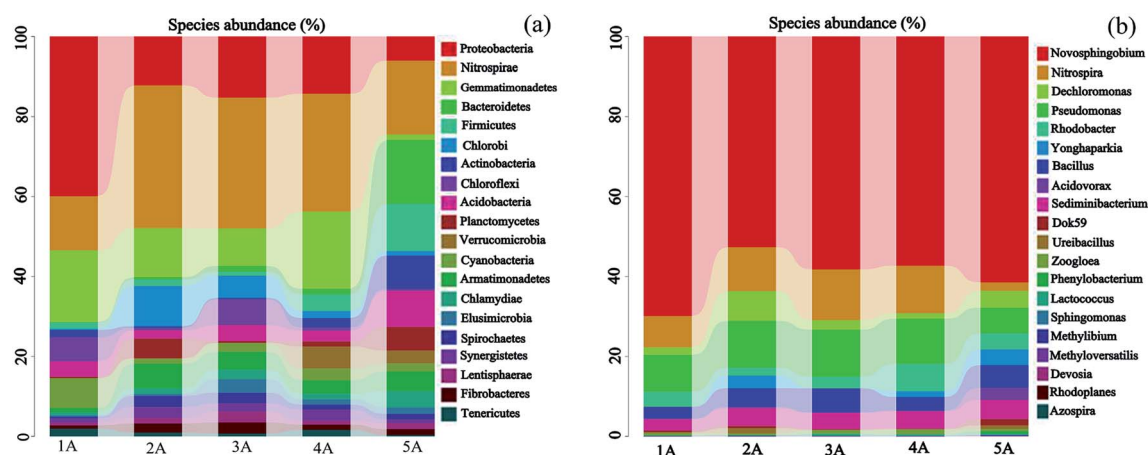 Species abundance (%)
(a)
100
80
60
40
20
0
1A
2A
3A
4A
5A
Proteobacteria
Nitrospirae
Gemmatimonadetes
Bacteroidetes
Firmicutes
Chlorobi
Actinobacteria
Chloroflexi
Acidobacteria
Planctomycetes
Verrucomicrobia
Cyanobacteria
Armatimonadetes
Chlamydiae
Elusimicrobia
Spirochaetes
Synergistetes
Lentisphaerae
Fibrobacteres
Tenericutes
Species abundance (%)
(b)
100
80
60
40
20
0
1A
2A
3A
4A
5A
Novosphingobium
Nitrospira
Dechloromonas
Pseudomonas
Rhodobacter
Yonghaparkia
Bacillus
Acidovorax
Sediminibacterium
Dok59
Ureibacillus
Zoogloea
Phenylobacterium
Lactococcus
Sphingomonas
Methylibium
Methyloversatilis
Devosia
Rhodoplanes
Azospira